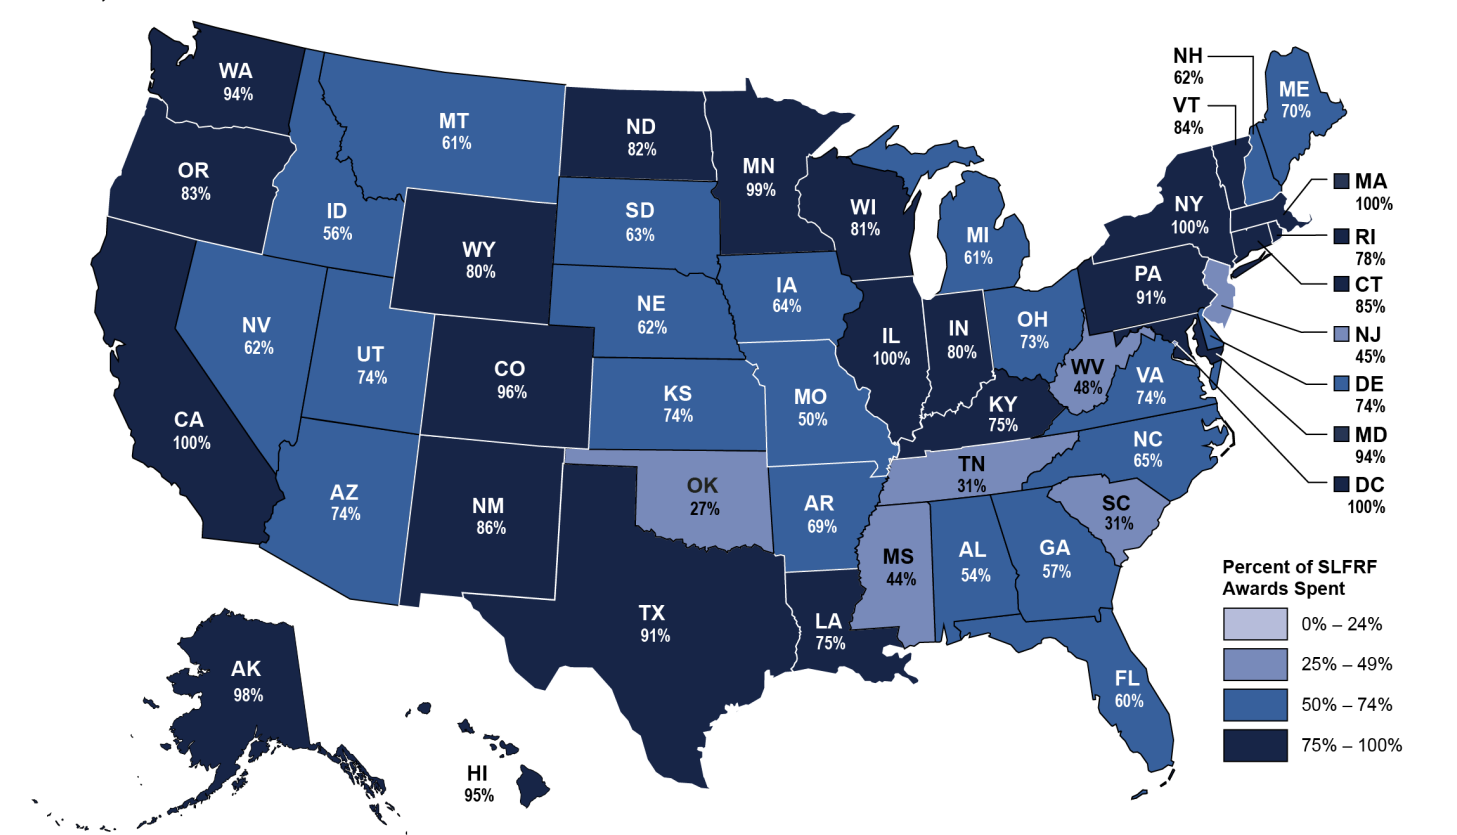 WA
94%
OR
83%
CA
100%
ID
56%
NV
62%
MT
61%
WY
80%
UT
74%
AZ
74%
CO
96%
NM
86%
ND
82%
SD
63%
NE
62%
KS
74%
OK
27%
TX
91%
MN
99%
IA
64%
MO
50%
AR
69%
LA
75%
WI
81%
IL
100%
MI
61%
IN
80%
OH
73%
KY
75%
TN
31%
MS
44%
AL
54%
GA
57%
FL
60%
SC
31%
NC
65%
VA
74%
WV
48%
PA
91%
NY
100%
NH
62%
VT
84%
ME
70%
MA
100%
RI
78%
CT
85%
NJ
45%
DE
74%
MD
94%
DC
100%
AK
98%
HI
95%
Percent of SLFRF
Awards Spent
0% – 24%
25% – 49%
50% – 74%
75% – 100%